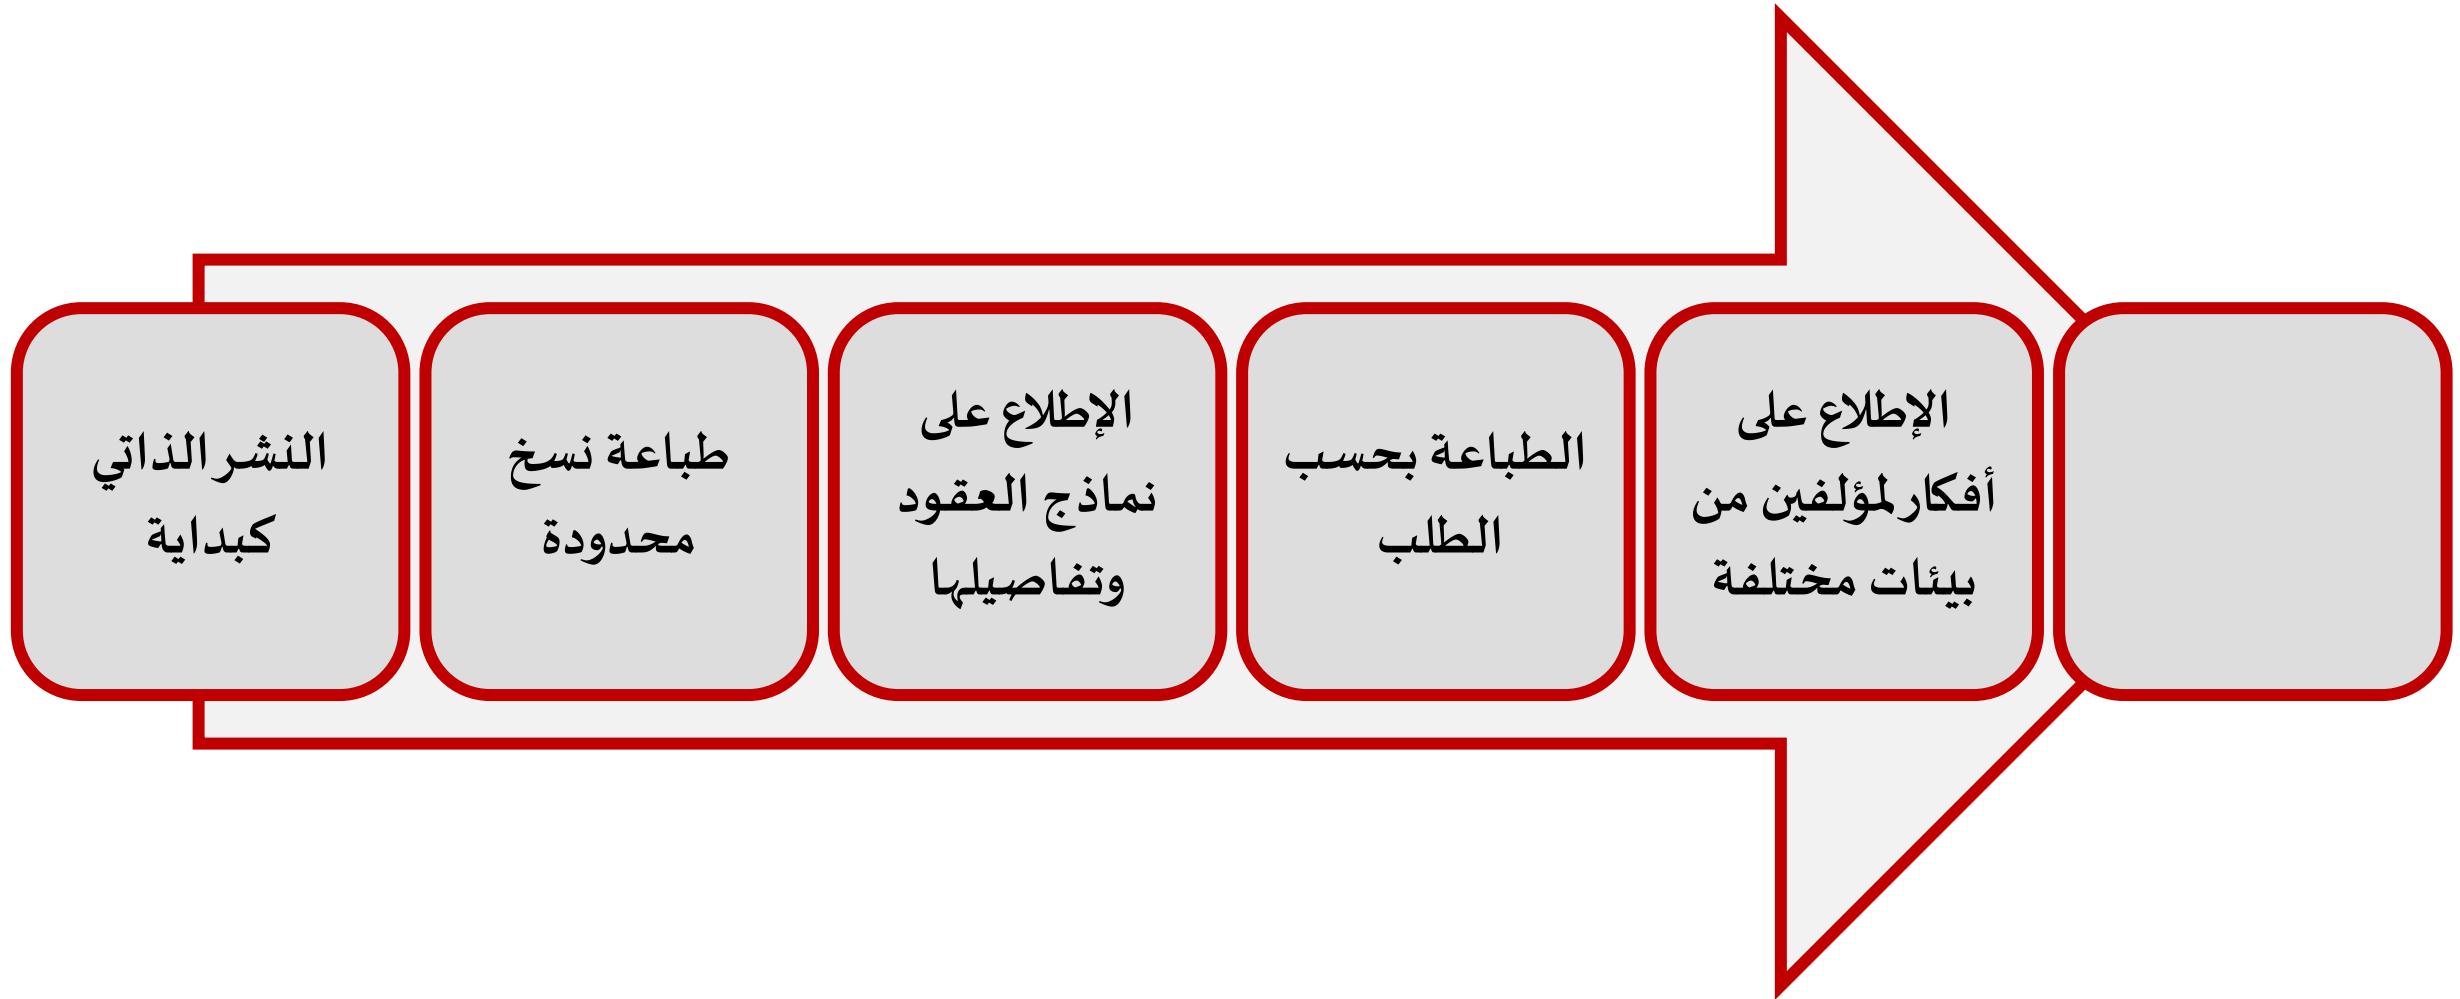 النشر الذاتي
كبداية
طباعة نسخ
محدودة
الإطلاع على
نماذج العقود
وتفاصيلها
الطباعة بحسب
الطلب
الإطلاع على
أفكار لمؤلفين من
بيئات مختلفة